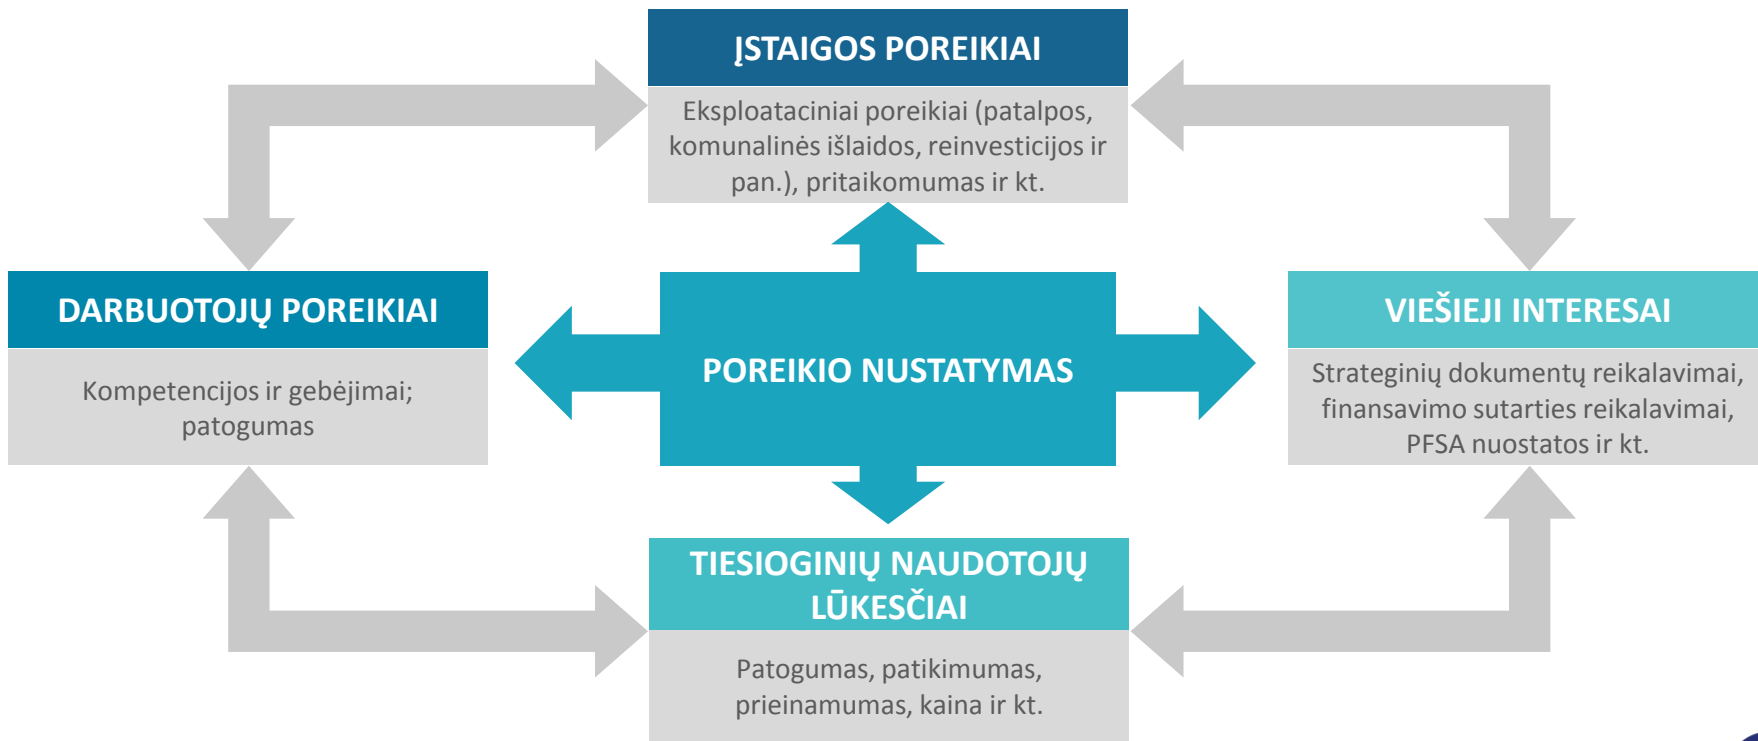 ĮSTAIGOS POREIKIAI
Eksploataciniai poreikiai (patalpos,
komunalinės išlaidos, reinvesticijos ir
pan.), pritaikomumas ir kt.
DARBUOTOJŲ POREIKIAI
Kompetencijos ir gebėjimai;
patogumas
POREIKIO NUSTATYMAS
VIEŠIEJI INTERESAI
Strateginių dokumentų reikalavimai,
finansavimo sutarties reikalavimai,
PFSA nuostatos ir kt.
TIESIOGINIŲ NAUDOTOJŲ
LŪKESČIAI
Patogumas, patikimumas,
prieinamumas, kaina ir kt.